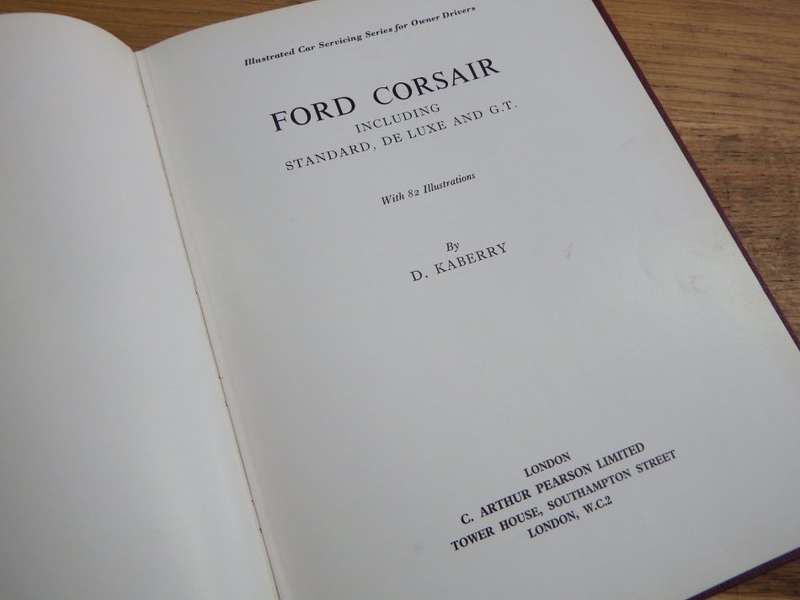 Illustrated Car Servicing Series for Owner Drivers
FORD CORSAIR
INCLUDING
STANDARD, DE LUXE AND G.T.
With 82 Illustrations
By
D. KABERRY
LONDON
C. ARTHUR PEARSON LIMITED
TOWER HOUSE, SOUTHAMPTON STREET
LONDON, W.C.2